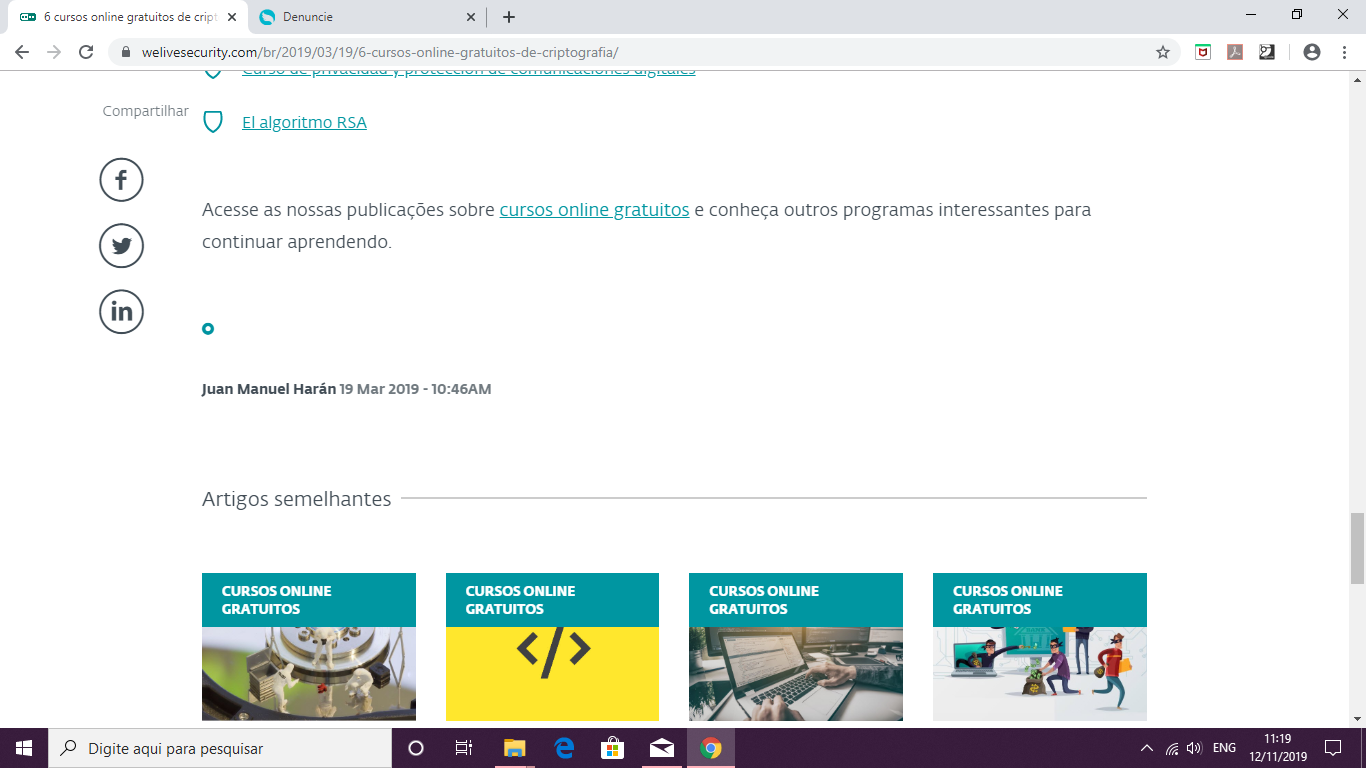 6 cursos online gratuitos de cript
Denuncie
welivesecurity.com/br/2019/03/19/6-cursos-online-gratuitos-de-criptografia/
Curso de privacidad y protección de comunicaciones digitales
Compartilhar
El algoritmo RSA
Acesse as nossas publicações sobre cursos online gratuitos e conheça outros programas interessantes para
continuar aprendendo.
Juan Manuel Harán 19 Mar 2019 - 10:46AM
Artigos semelhantes
CURSOS ONLINE
GRATUITOS
CURSOS ONLINE
GRATUITOS
CURSOS ONLINE
GRATUITOS
CURSOS ONLINE
GRATUITOS
Digite aqui para pesquisar
ENG
11:19
12/11/2019